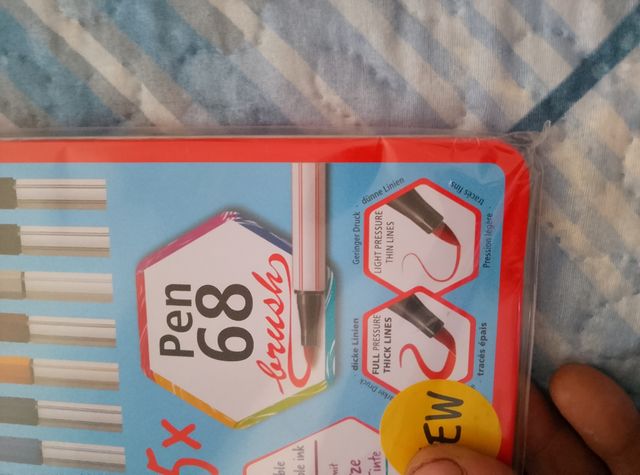 Pen
68
brush
5x
Geringer Druck · dünne Linien
LIGHT PRESSURE
THIN LINES
Pression légère ·
tracés fins
dicke Linien
FULL PRESSURE
THICK LINES
· tracés épais
EW